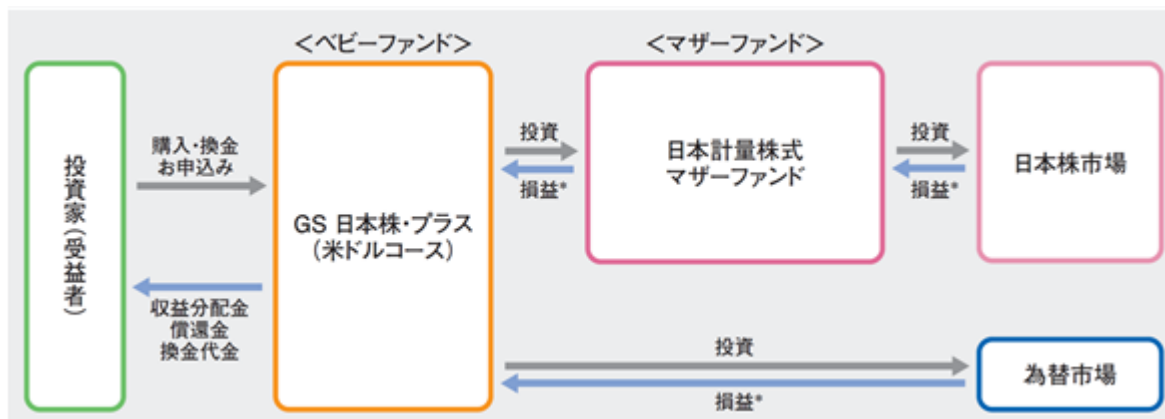 <ベビーファンド>
<マザーファンド>
投資家(受益者)
購入・換金
お申込み
収益分配金
償還金
換金代金
GS 日本株・プラス
(米ドルコース)
投資
損益*
日本計量株式
マザーファンド
投資
損益*
日本株市場
投資
損益*
為替市場